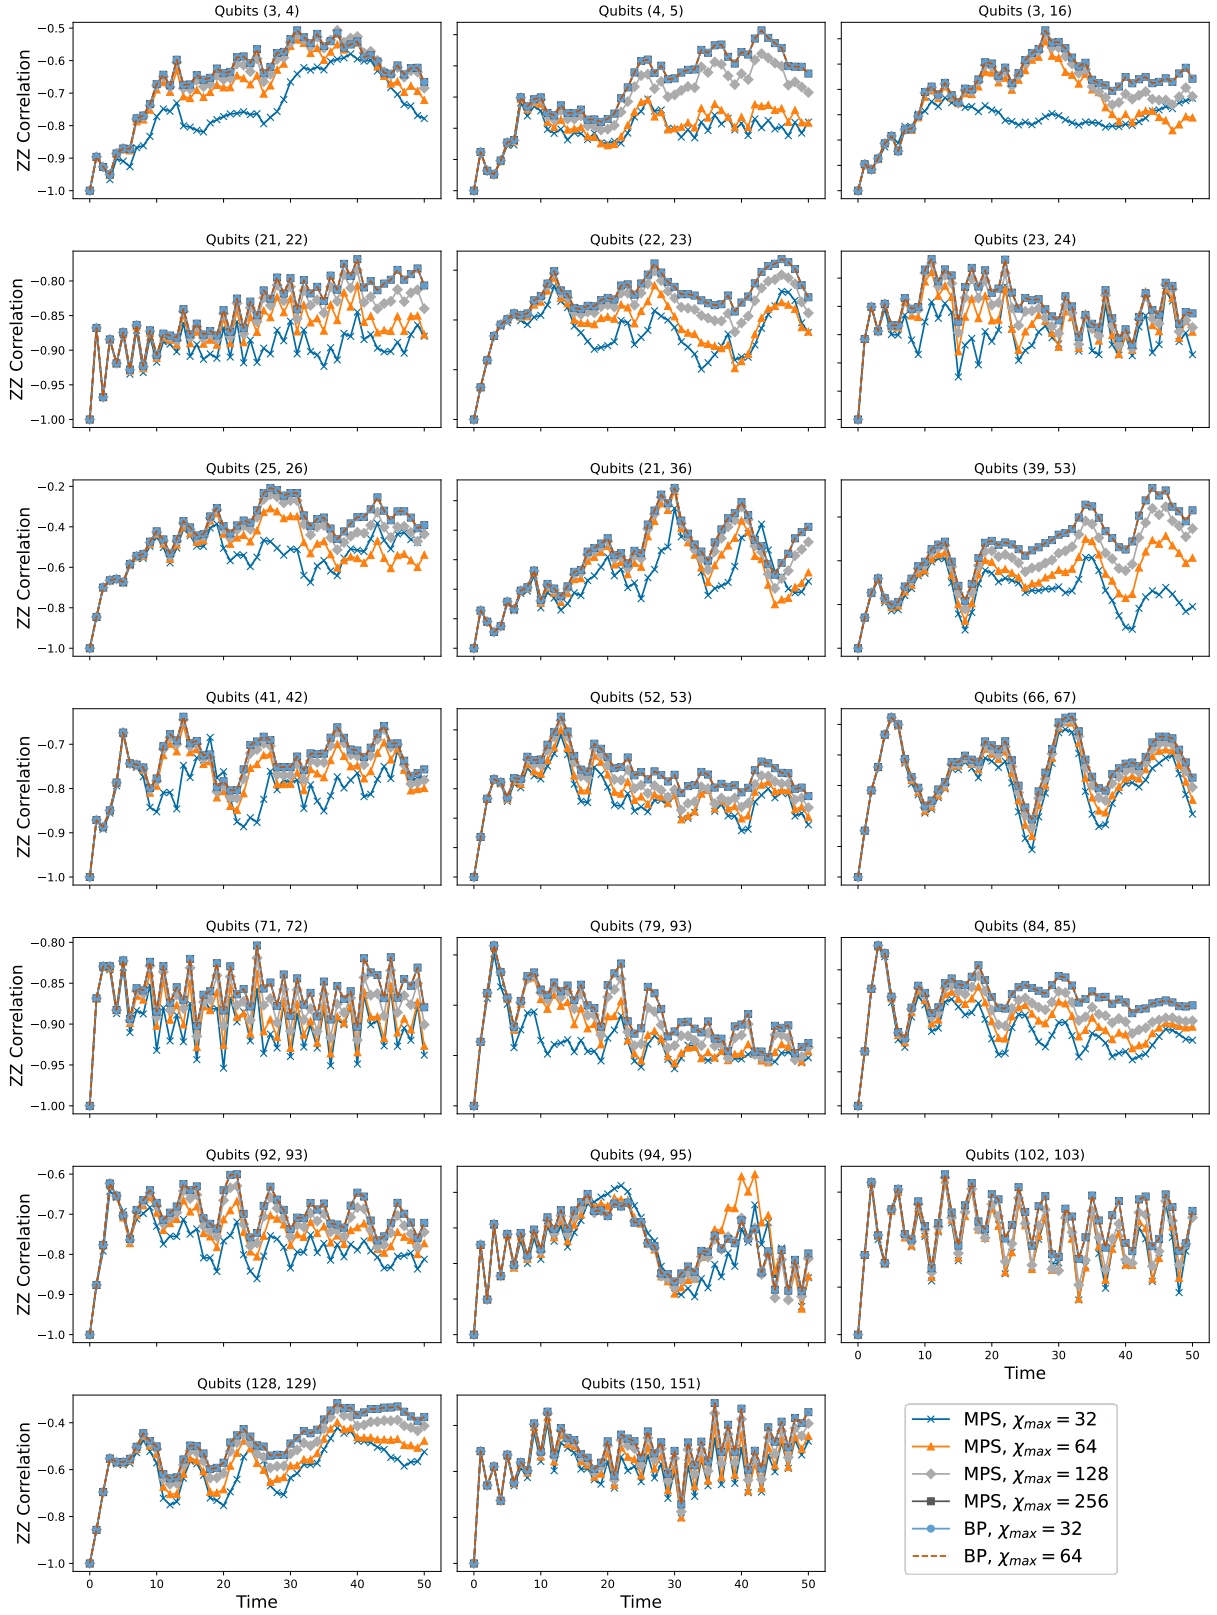 Qubits (3, 4)
Qubits (4, 5)
Qubits (3, 16)
ZZ Correlation
−0.5
−0.6
−0.7
−0.8
−0.9
−1.0
Qubits (21, 22)
Qubits (22, 23)
Qubits (23, 24)
ZZ Correlation
−0.80
−0.85
−0.90
−0.95
−1.00
Qubits (25, 26)
Qubits (21, 36)
Qubits (39, 53)
ZZ Correlation
−0.2
−0.4
−0.6
−0.8
−1.0
Qubits (41, 42)
Qubits (52, 53)
Qubits (66, 67)
ZZ Correlation
−0.7
−0.8
−0.9
−1.0
Qubits (71, 72)
Qubits (79, 93)
Qubits (84, 85)
ZZ Correlation
−0.80
−0.85
−0.90
−0.95
−1.00
Qubits (92, 93)
Qubits (94, 95)
Qubits (102, 103)
ZZ Correlation
−0.6
−0.7
−0.8
−0.9
−1.0
0 10 20 30 40 50
Time
Qubits (128, 129)
Qubits (150, 151)
ZZ Correlation
−0.4
−0.6
−0.8
−1.0
0 10 20 30 40 50
Time
0 10 20 30 40 50
Time
MPS, χmax = 32
MPS, χmax = 64
MPS, χmax = 128
MPS, χmax = 256
BP, χmax = 32
BP, χmax = 64